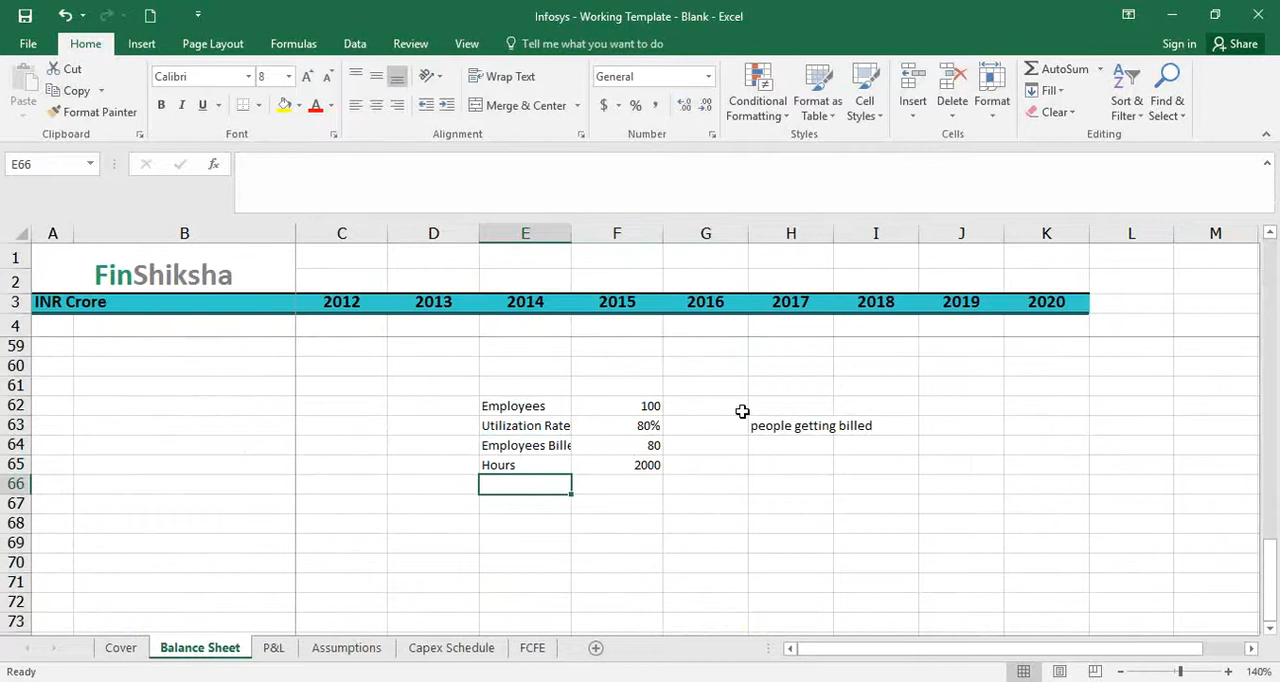 Infosys - Working Template - Blank - Excel
File Home Insert Page Layout Formulas Data Review View Tell me what you want to do Sign in Share
Paste Cut Copy Format Painter Clipboard
Calibri 8 B I U A Font
Wrap Text Merge & Center Alignment
General $ % , Number
Conditional Formatting Format as Table Cell Styles Styles
Insert Delete Format Cells
AutoSum Fill Clear Sort & Filter Find & Select Editing
E66 fx
A B C D E F G H I J K L M
1
2 FinShiksha
3 INR Crore 2012 2013 2014 2015 2016 2017 2018 2019 2020
4
59
60
61
62 Employees 100
63 Utilization Rate 80% people getting billed
64 Employees Bille 80
65 Hours 2000
66
67
68
69
70
71
72
73
Cover Balance Sheet P&L Assumptions Capex Schedule FCFE
Ready 140%